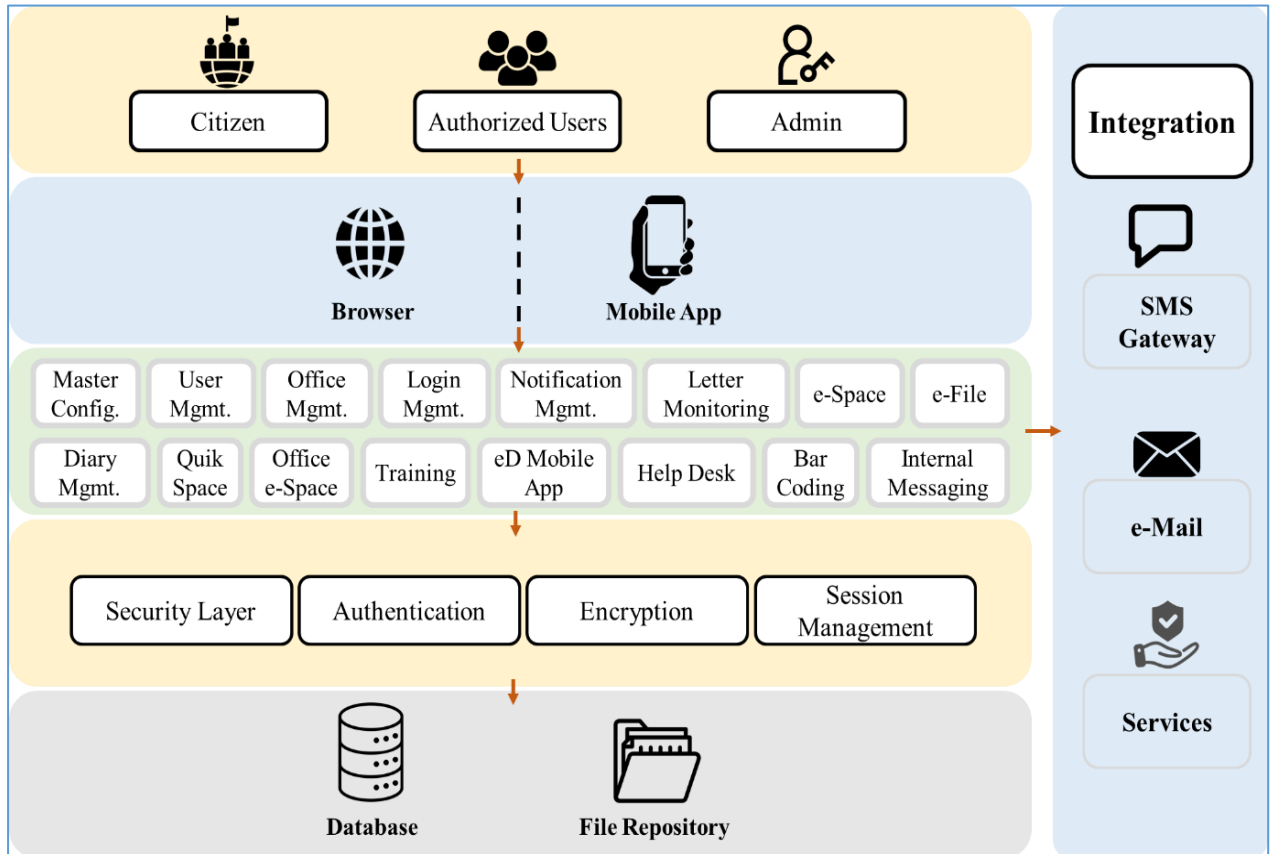 Citizen
Authorized Users
Admin
Browser
Mobile App
Master
Config.
User
Mgmt.
Office
Mgmt.
Login
Mgmt.
Notification
Mgmt.
Letter
Monitoring
e-Space
e-File
Diary
Mgmt.
Quik
Space
Office
e-Space
Training
eD Mobile
App
Help Desk
Bar
Coding
Internal
Messaging
Security Layer
Authentication
Encryption
Session
Management
Database
File Repository
Integration
SMS
Gateway
e-Mail
Services